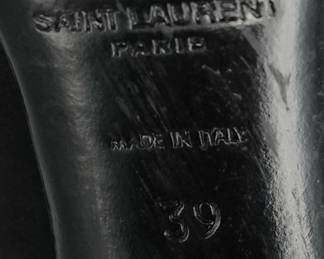 SAINT LAURENT
PARIS
MADE IN ITALY
39